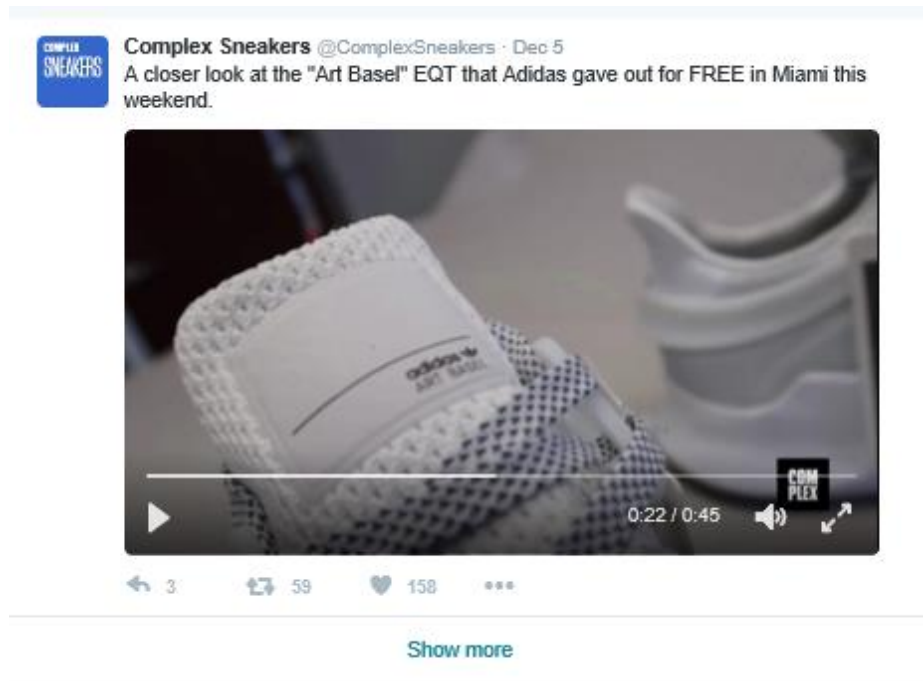 COMPLEX
SNEAKERS
Complex Sneakers @ComplexSneakers · Dec 5
A closer look at the "Art Basel" EQT that Adidas gave out for FREE in Miami this
weekend.
adidas
ART BASEL
COM
PLEX
0:22 / 0:45
3 59 158
Show more